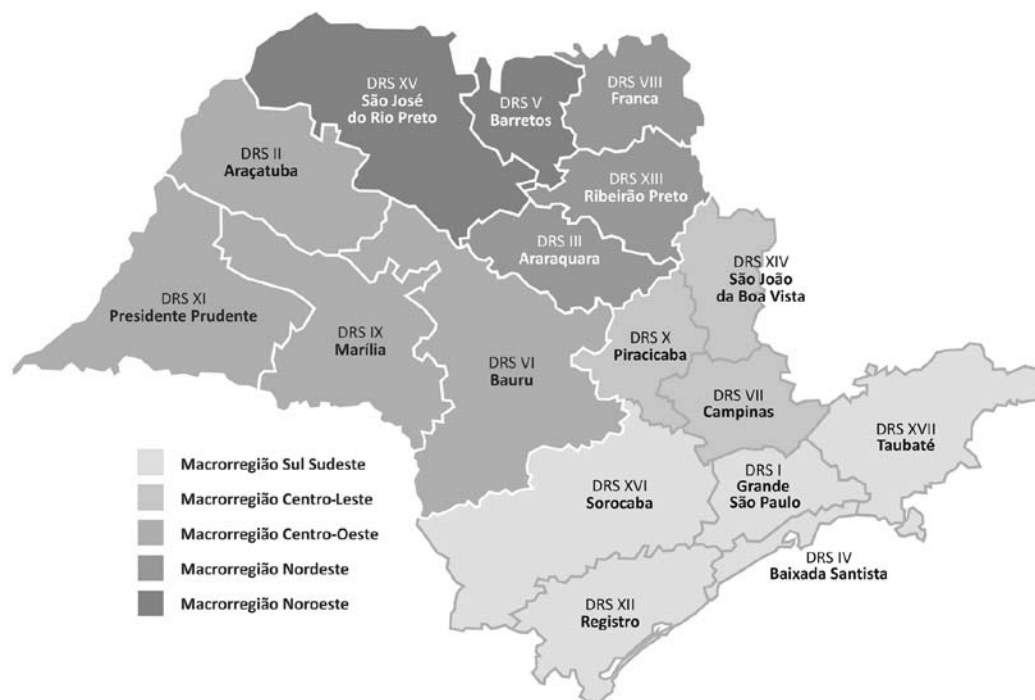 DRS XV
São José
do Rio Preto
DRS V
Barretos
DRS VIII
Franca
DRS II
Araçatuba
DRS XIII
Ribeirão Preto
DRS III
Araraquara
DRS XIV
São João
da Boa Vista
DRS XI
Presidente Prudente
DRS IX
Marília
DRS VI
Bauru
DRS X
Piracicaba
DRS VII
Campinas
DRS XVII
Taubaté
DRS I
Grande
São Paulo
DRS XVI
Sorocaba
DRS IV
Baixada Santista
DRS XII
Registro
Macrorregião Sul Sudeste
Macrorregião Centro-Leste
Macrorregião Centro-Oeste
Macrorregião Nordeste
Macrorregião Noroeste